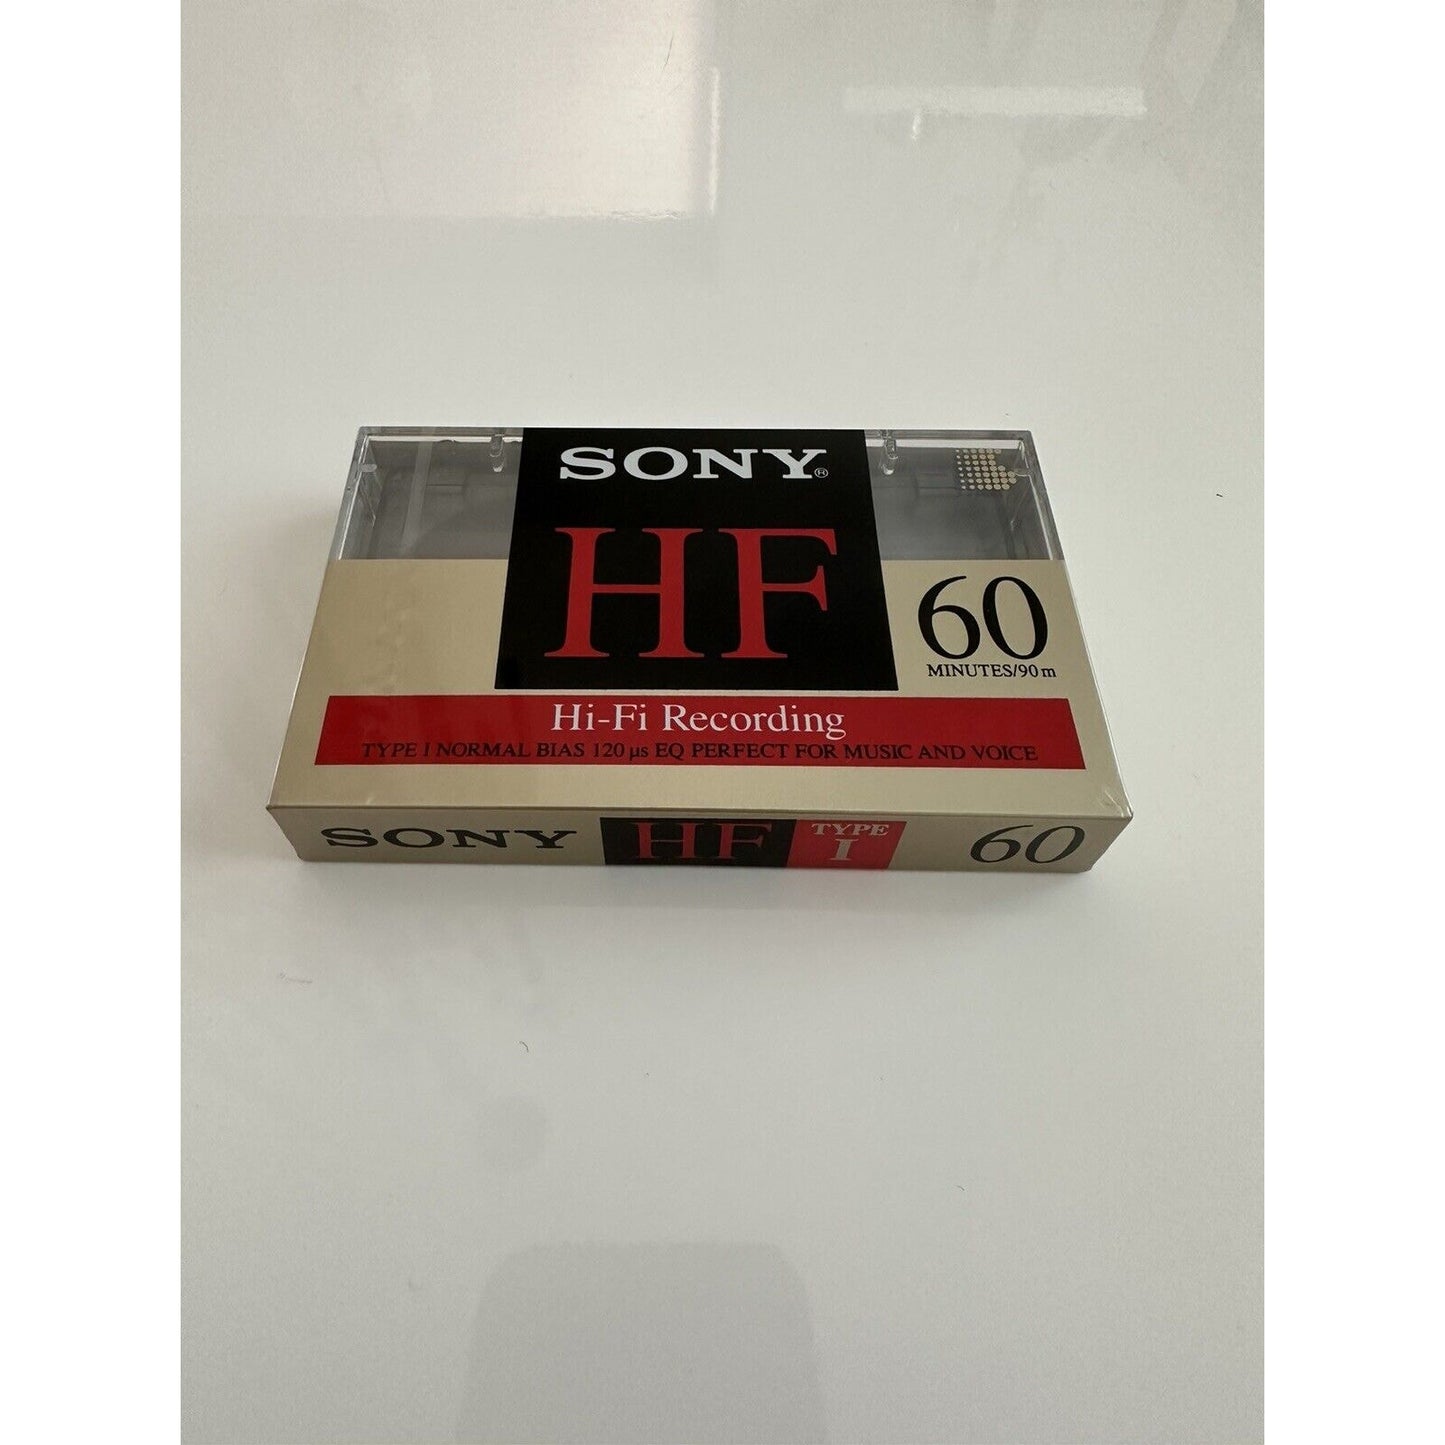 SONY®
HF
60
MINUTES/90m
Hi-Fi Recording
TYPE I NORMAL BIAS 120 µs EQ PERFECT FOR MUSIC AND VOICE
SONY HF TYPE I 60